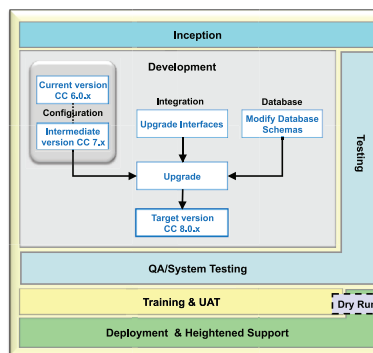 Inception
Development
Current version
CC 6.0.x
Configuration
Intermediate
version CC 7.x
Integration
Upgrade Interfaces
Database
Modify Database
Schemas
Upgrade
Target version
CC 8.0.x
Testing
QA/System Testing
Training & UAT
Dry Run
Deployment & Heightened Support